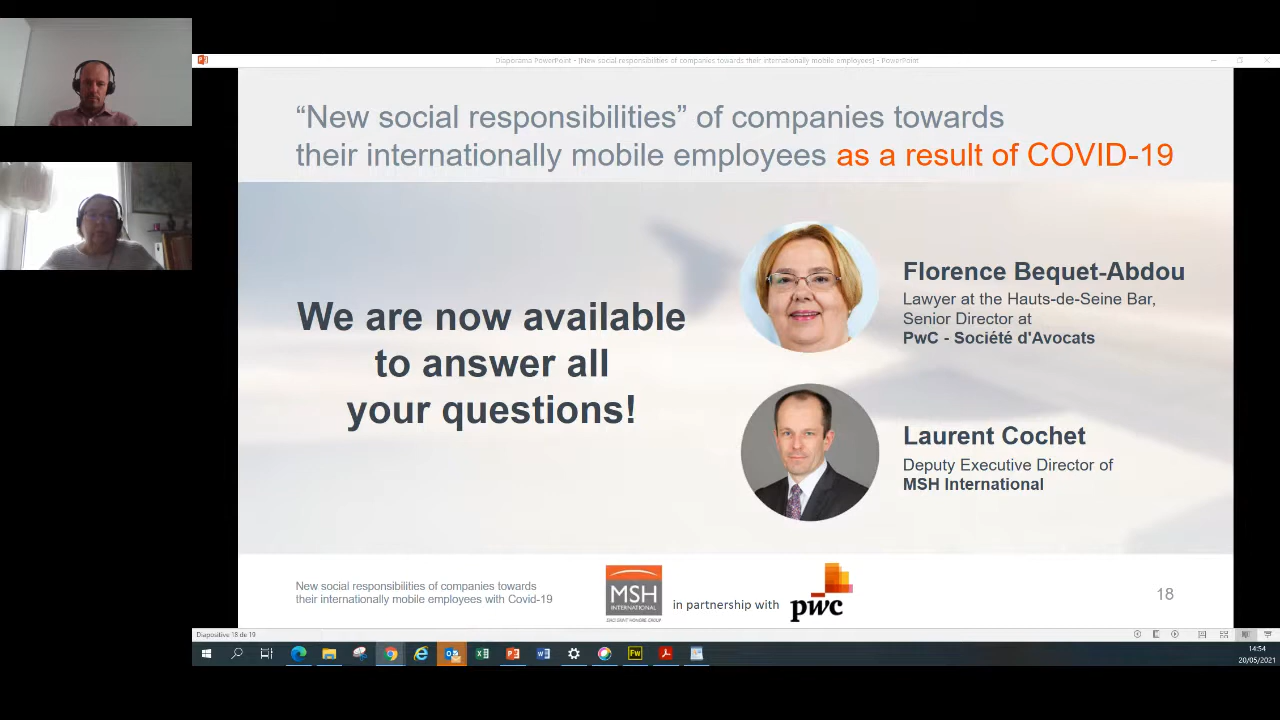 Diaporama PowerPoint - [New social responsibilities of companies towards their internationally mobile employees] - PowerPoint
“New social responsibilities” of companies towards
their internationally mobile employees as a result of COVID-19
We are now available
to answer all
your questions!
Florence Bequet-Abdou
Lawyer at the Hauts-de-Seine Bar,
Senior Director at
PwC - Société d'Avocats
Laurent Cochet
Deputy Executive Director of
MSH International
New social responsibilities of companies towards
their internationally mobile employees with Covid-19
MSH
INTERNATIONAL
in partnership with
pwc
18
Diapositive 18 de 19
Fw
14:54
20/05/2021